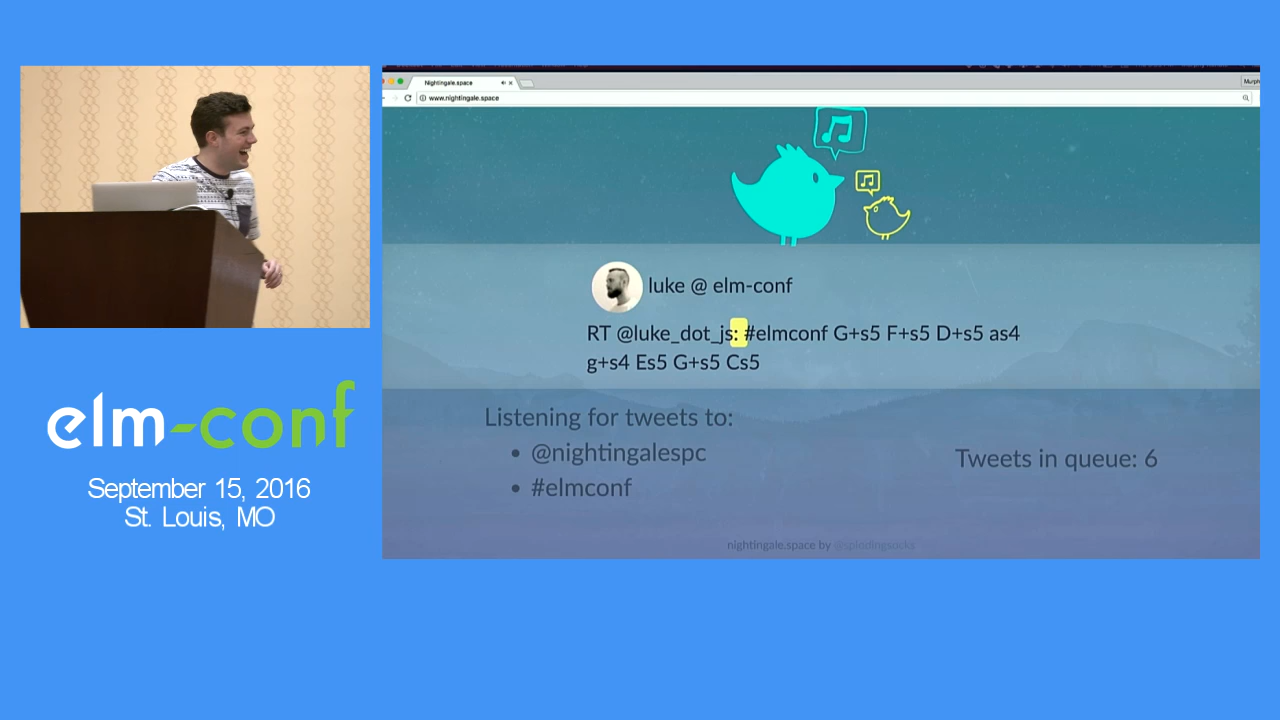 Nightingale.space
Murph
www.nightingale.space
luke @ elm-conf
RT @luke_dot_js: #elmconf G+s5 F+s5 D+s5 as4
g+s4 Es5 G+s5 Cs5
Listening for tweets to:
• @nightingalespc
• #elmconf
Tweets in queue: 6
nightingale.space by @splodingsocks
elm-conf
September 15, 2016
St. Louis, MO